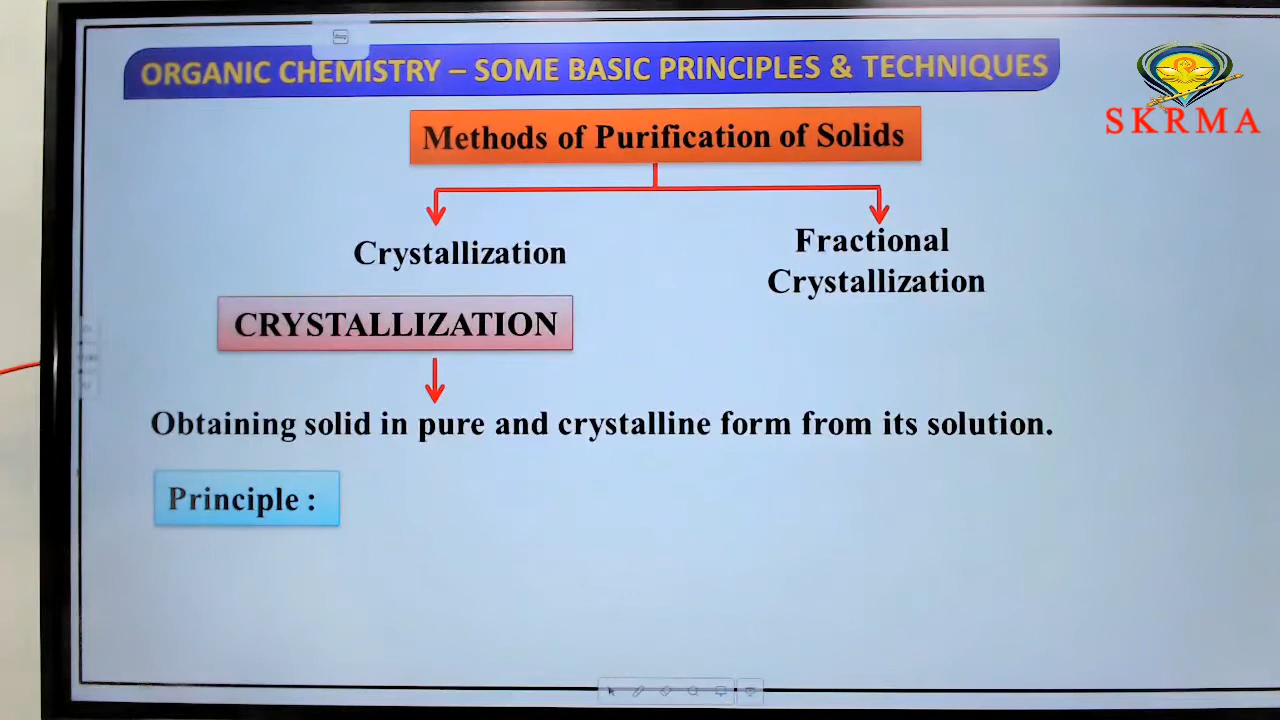 ORGANIC CHEMISTRY – SOME BASIC PRINCIPLES & TECHNIQUES
SKRMA
Methods of Purification of Solids
Crystallization
Fractional
Crystallization
CRYSTALLIZATION
Obtaining solid in pure and crystalline form from its solution.
Principle :